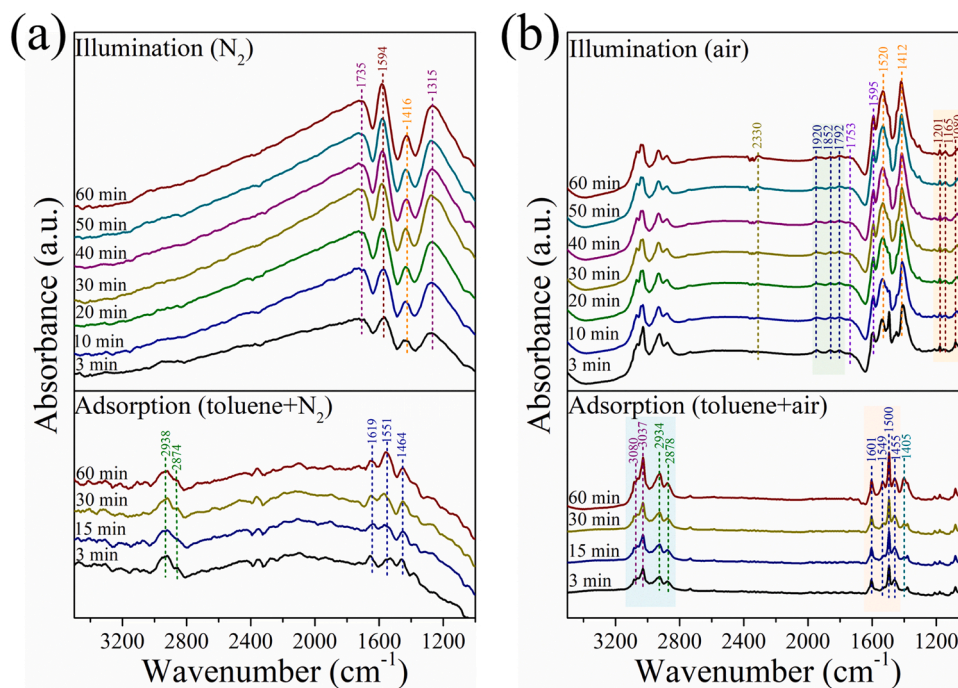 (a)
Illumination (N2)
1735
1594
1416
1315
60 min
50 min
40 min
30 min
20 min
10 min
3 min
Adsorption (toluene+N2)
2938
2874
1619
1551
1464
60 min
30 min
15 min
3 min
Absorbance (a.u.)
3200 2800 2400 2000 1600 1200
Wavenumber (cm-1)
(b)
Illumination (air)
2330
1920
1852
1792
1753
1595
1520
1412
1201
1165
1080
60 min
50 min
40 min
30 min
20 min
10 min
3 min
Adsorption (toluene+air)
3080
3037
2934
2878
1601
1549
1500
1455
1405
60 min
30 min
15 min
3 min
Absorbance (a.u.)
3200 2800 2400 2000 1600 1200
Wavenumber (cm-1)